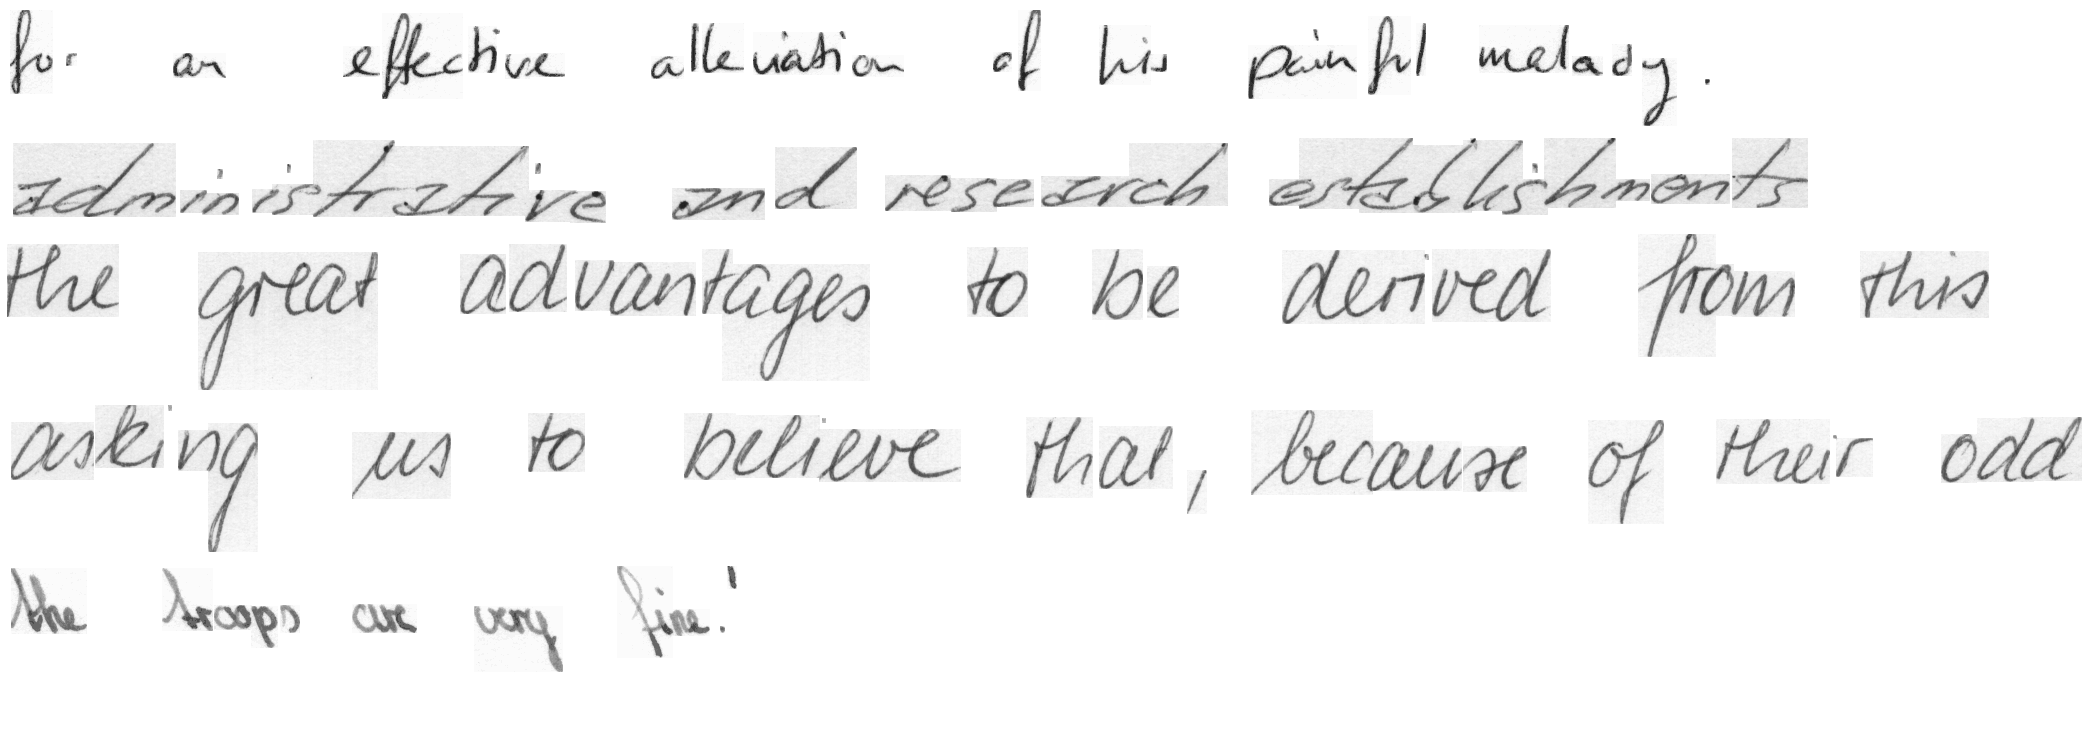 for an effective alleviation of his painful malady.
administrative and research establishments
the great advantages to be derived from this
asking us to believe that, because of their odd
the troops are very fine.'